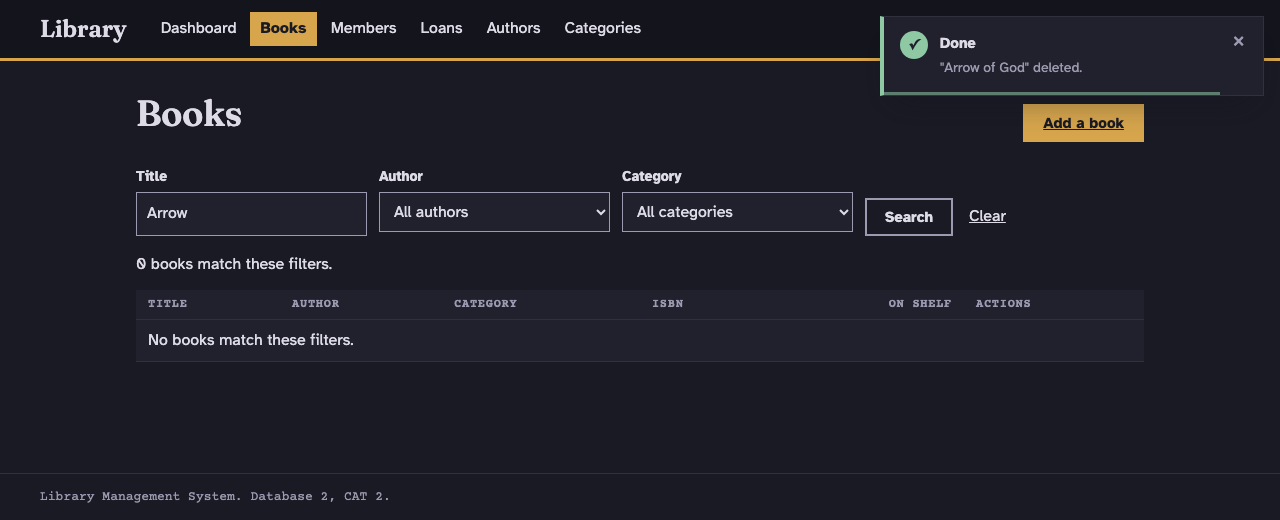 Library Dashboard Books Members Loans Authors Categories
Done
"Arrow of God" deleted.
Books
Add a book
Title Author Category
Arrow All authors All categories Search Clear
0 books match these filters.
TITLE AUTHOR CATEGORY ISBN ON SHELF ACTIONS
No books match these filters.
Library Management System. Database 2, CAT 2.